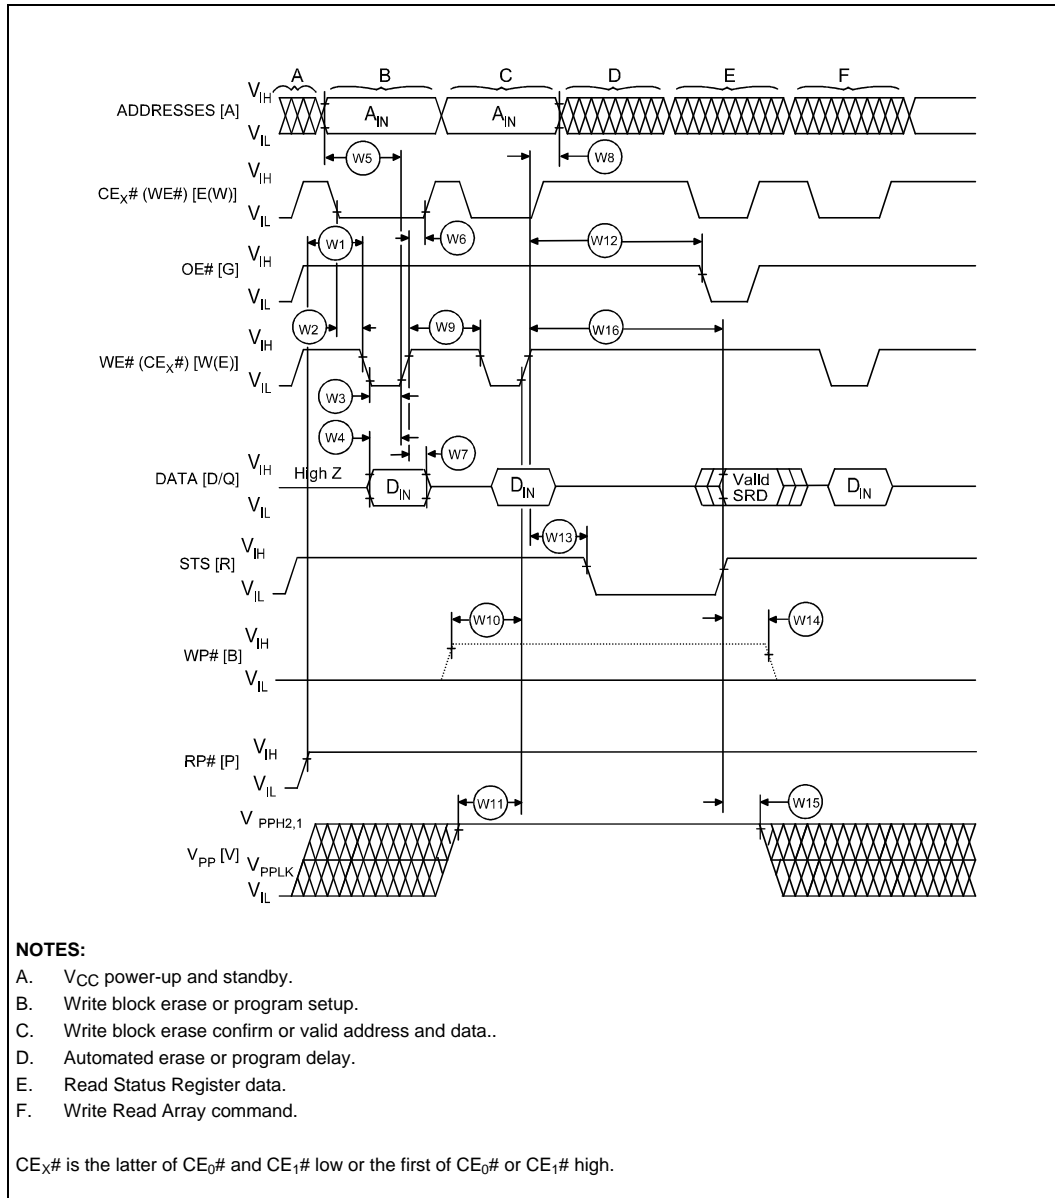 A B C D E F
ADDRESSES [A] VIH VIL AIN AIN
W5 W8
CEX# (WE#) [E(W)] VIH VIL
W1 W6 W12
OE# [G] VIH VIL
W2 W9 W16
WE# (CEX#) [W(E)] VIH VIL
W3
W4 W7
DATA [D/Q] VIH VIL High Z DIN DIN Valid SRD DIN
W13
STS [R] VIH VIL
W10 W14
WP# [B] VIH VIL
RP# [P] VIH VIL
W11 W15
VPP [V] VPPH2,1 VPPLK VIL
NOTES:
A. VCC power-up and standby.
B. Write block erase or program setup.
C. Write block erase confirm or valid address and data..
D. Automated erase or program delay.
E. Read Status Register data.
F. Write Read Array command.
CEX# is the latter of CE0# and CE1# low or the first of CE0# or CE1# high.